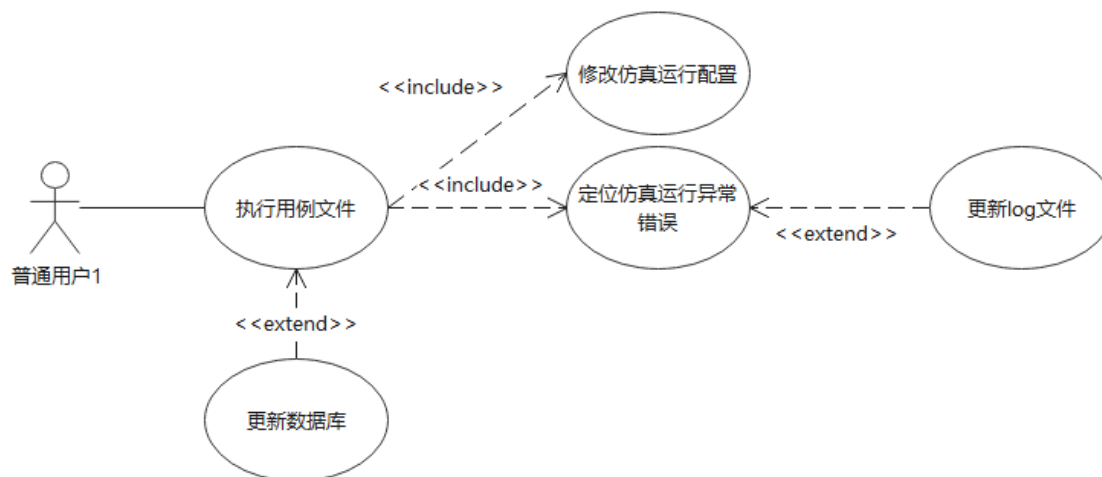 修改仿真运行配置
<<include>>
执行用例文件
<<include>>
定位仿真运行异常
错误
更新log文件
<<extend>>
普通用户1
<<extend>>
更新数据库